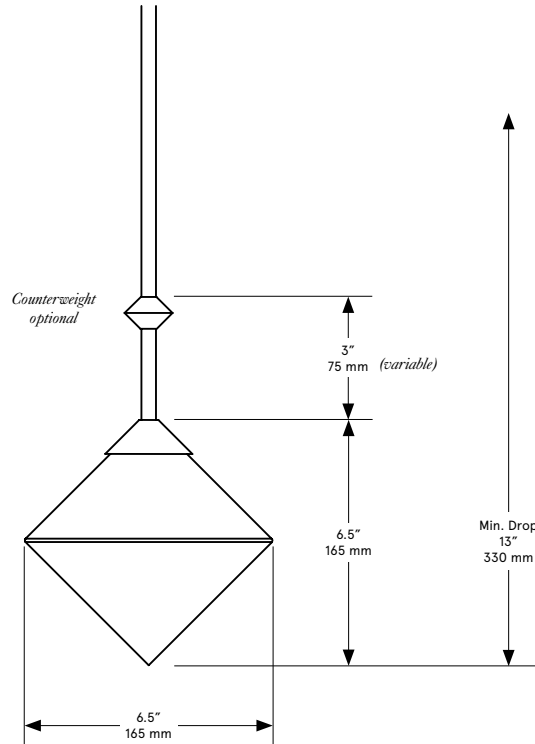 Counterweight
optional
3”
75 mm
(variable)
6.5”
165 mm
Min. Drop
13”
330 mm
6.5”
165 mm